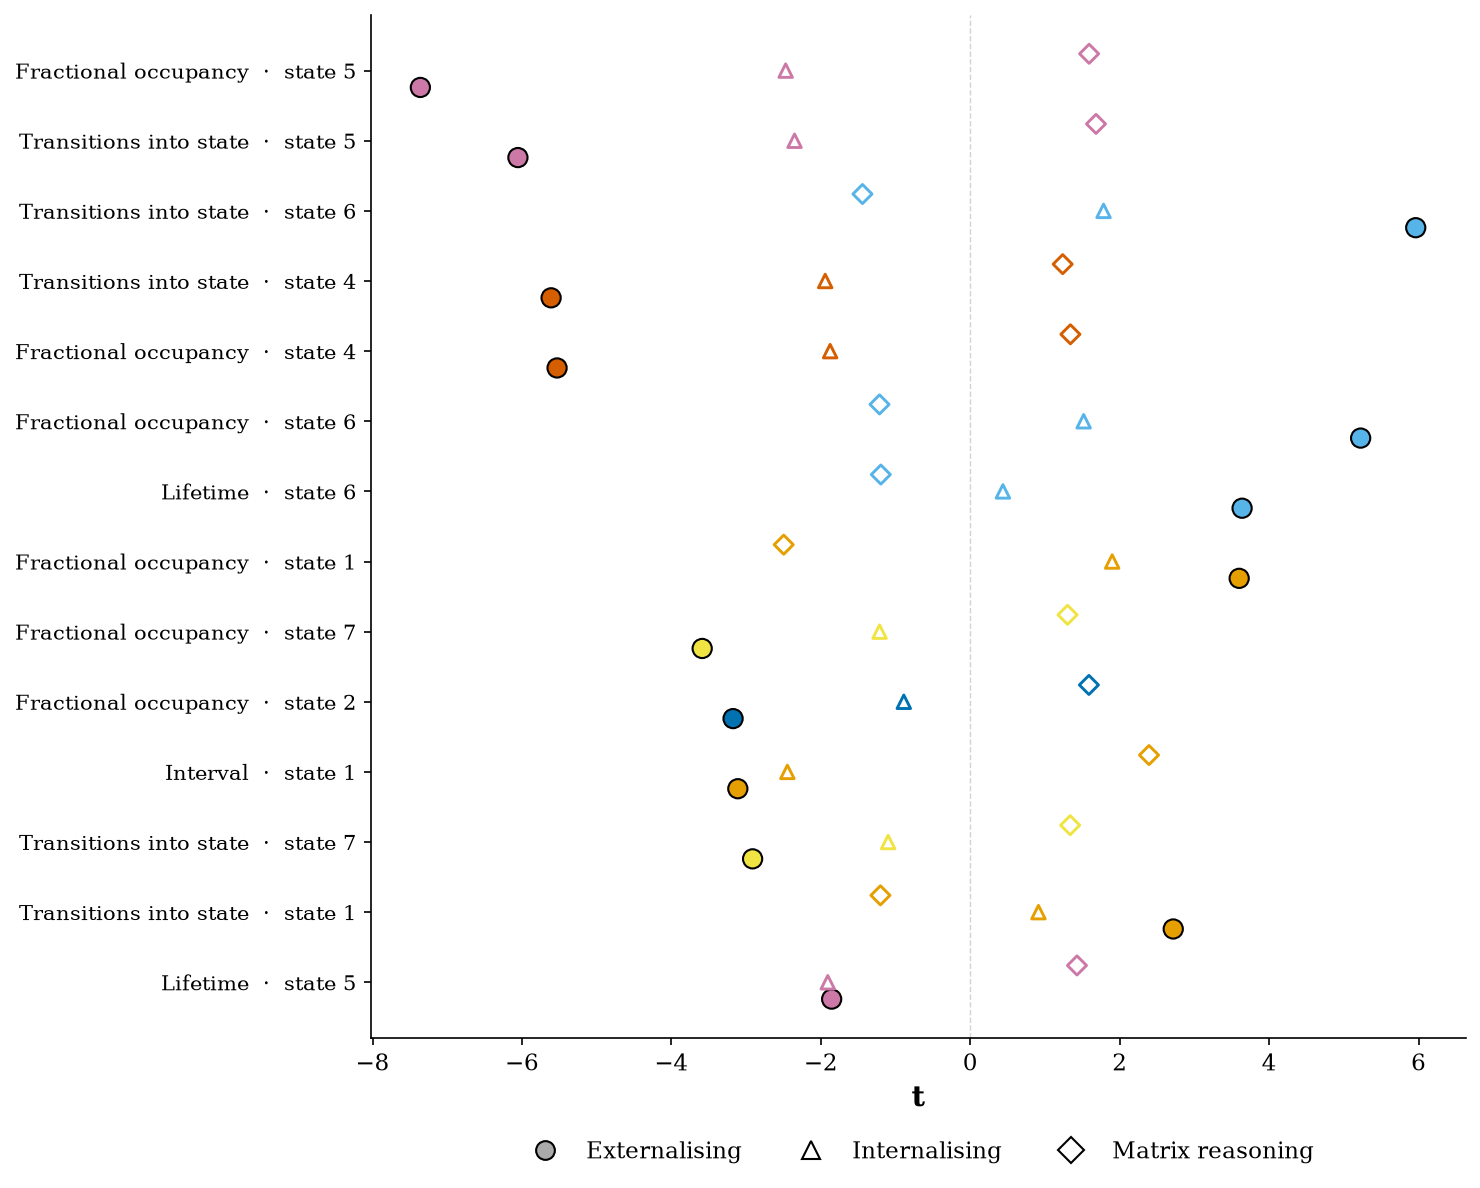 Fractional occupancy · state 5
Transitions into state · state 5
Transitions into state · state 6
Transitions into state · state 4
Fractional occupancy · state 4
Fractional occupancy · state 6
Lifetime · state 6
Fractional occupancy · state 1
Fractional occupancy · state 7
Fractional occupancy · state 2
Interval · state 1
Transitions into state · state 7
Transitions into state · state 1
Lifetime · state 5
−8 −6 −4 −2 0 2 4 6
t
Externalising Internalising Matrix reasoning